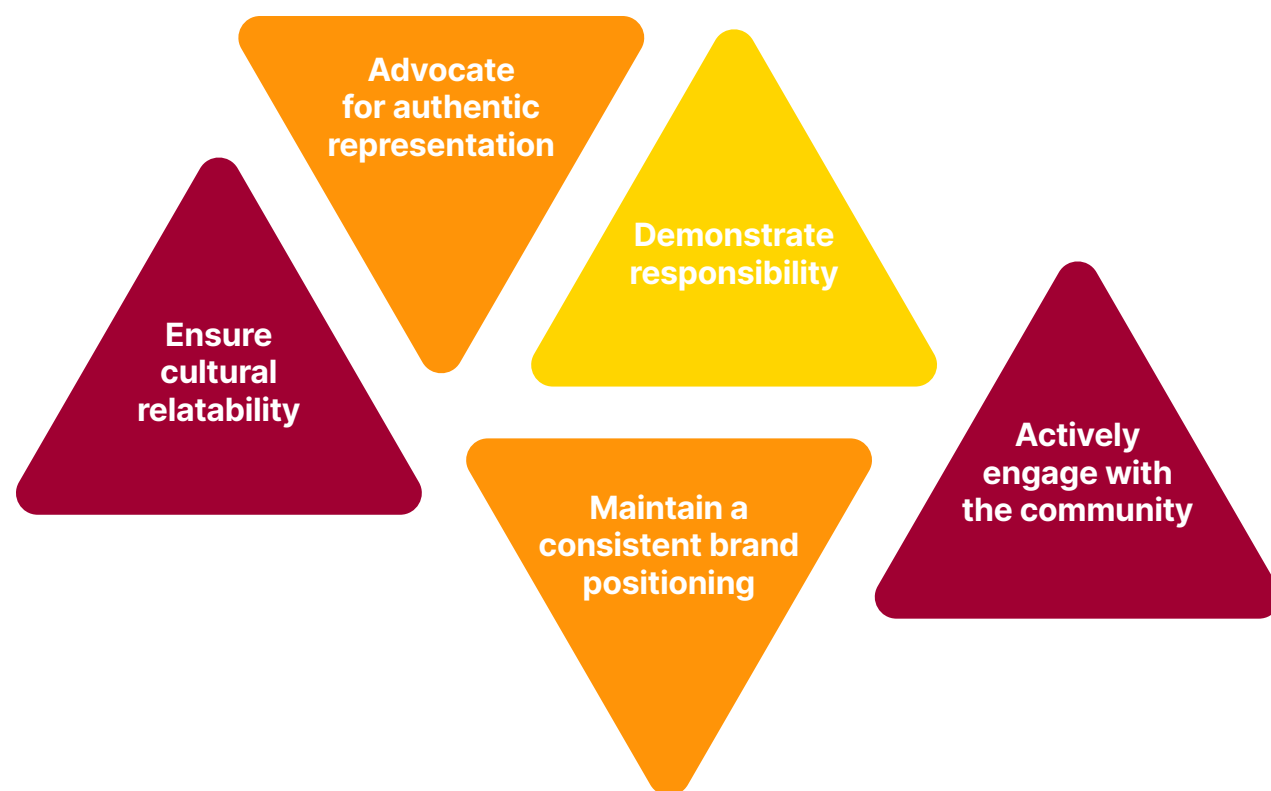 Advocate
for authentic
representation
Demonstrate
responsibility
Ensure
cultural
relatability
Actively
engage with
the community
Maintain a
consistent brand
positioning